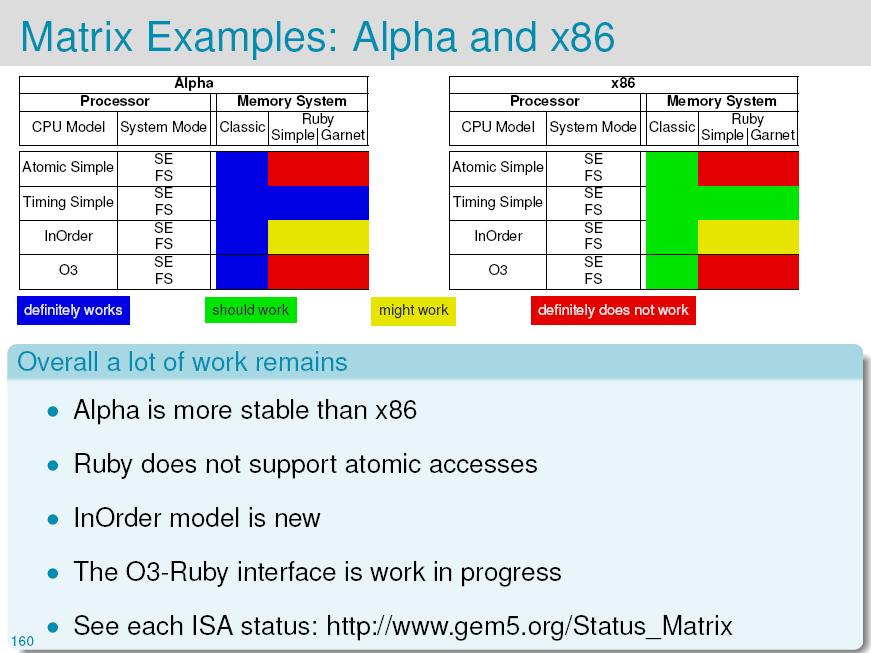 Matrix Examples: Alpha and x86
Alpha
Processor Memory System
CPU Model System Mode Classic Ruby
Simple Garnet
Atomic Simple SE
FS
Timing Simple SE
FS
InOrder SE
FS
O3 SE
FS
x86
Processor Memory System
CPU Model System Mode Classic Ruby
Simple Garnet
Atomic Simple SE
FS
Timing Simple SE
FS
InOrder SE
FS
O3 SE
FS
definitely works should work might work definitely does not work
Overall a lot of work remains
• Alpha is more stable than x86
• Ruby does not support atomic accesses
• InOrder model is new
• The O3-Ruby interface is work in progress
• See each ISA status: http://www.gem5.org/Status_Matrix
160